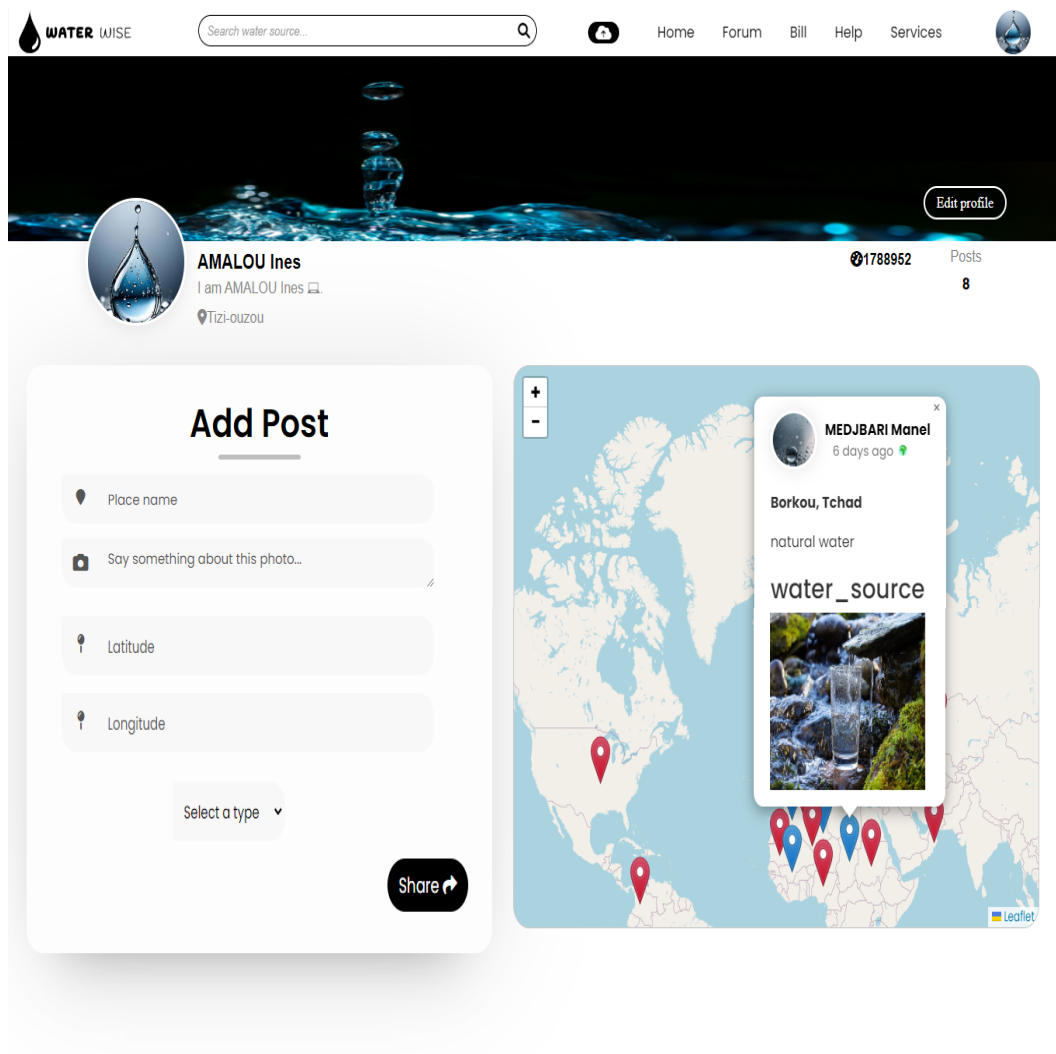 WATER WISE
Search water source...
Home Forum Bill Help Services
Edit profile
AMALOU Ines
I am AMALOU Ines 💻.
Tizi-ouzou
1788952
Posts
8
Add Post
Place name
Say something about this photo...
Latitude
Longitude
Select a type
Share
+
-
×
MEDJBARI Manel
6 days ago
Borkou, Tchad
natural water
water_source
Leaflet